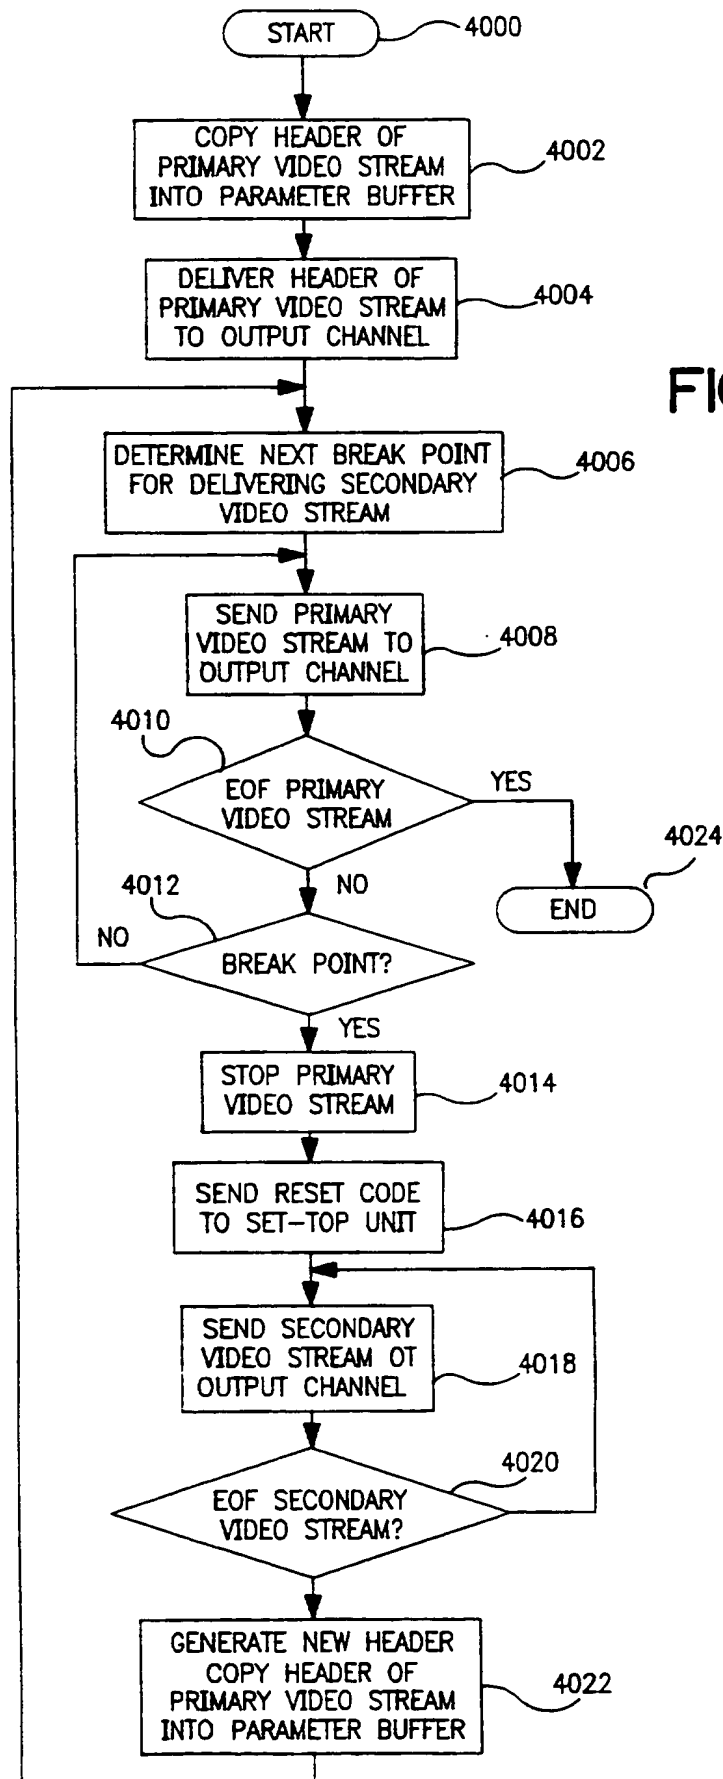 START
4000
COPY HEADER OF
PRIMARY VIDEO STREAM
INTO PARAMETER BUFFER
4002
DELIVER HEADER OF
PRIMARY VIDEO STREAM
TO OUTPUT CHANNEL
4004
FIG
DETERMINE NEXT BREAK POINT
FOR DELIVERING SECONDARY
VIDEO STREAM
4006
SEND PRIMARY
VIDEO STREAM TO
OUTPUT CHANNEL
4008
4010
EOF PRIMARY
VIDEO STREAM
YES
4024
END
NO
4012
NO
BREAK POINT?
YES
STOP PRIMARY
VIDEO STREAM
4014
SEND RESET CODE
TO SET-TOP UNIT
4016
SEND SECONDARY
VIDEO STREAM OT
OUTPUT CHANNEL
4018
4020
EOF SECONDARY
VIDEO STREAM?
GENERATE NEW HEADER
COPY HEADER OF
PRIMARY VIDEO STREAM
INTO PARAMETER BUFFER
4022